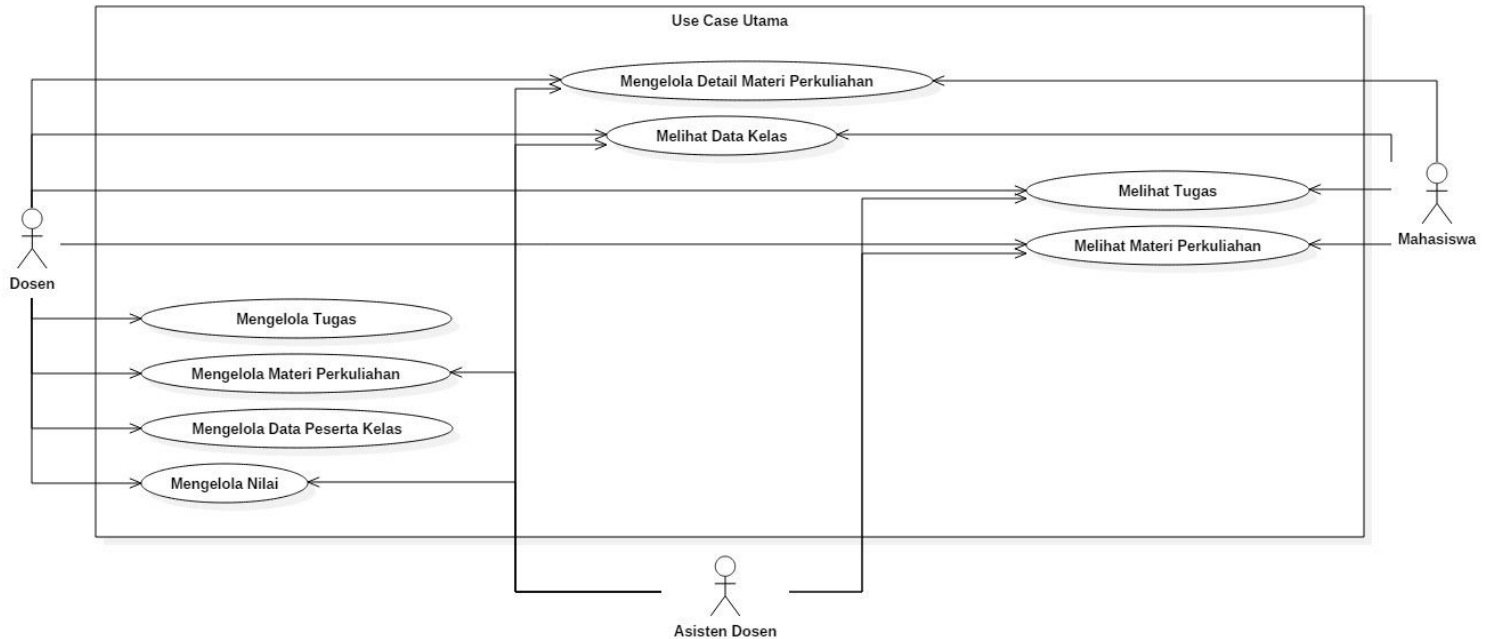 Use Case Utama
Mengelola Detail Materi Perkuliahan
Melihat Data Kelas
Melihat Tugas
Melihat Materi Perkuliahan
Mahasiswa
Dosen
Mengelola Tugas
Mengelola Materi Perkuliahan
Mengelola Data Peserta Kelas
Mengelola Nilai
Asisten Dosen